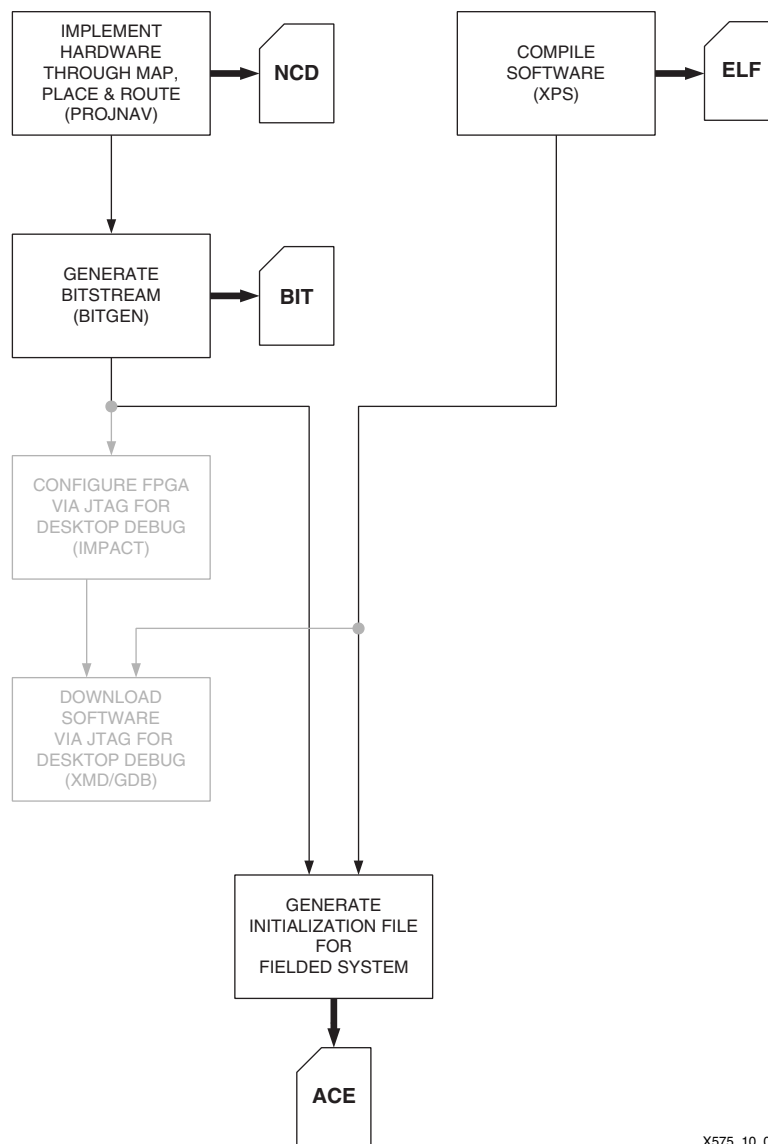 IMPLEMENT
HARDWARE
THROUGH MAP,
PLACE & ROUTE
(PROJNAV)
NCD
COMPILE
SOFTWARE
(XPS)
ELF
GENERATE
BITSTREAM
(BITGEN)
BIT
CONFIGURE FPGA
VIA JTAG FOR
DESKTOP DEBUG
(IMPACT)
DOWNLOAD
SOFTWARE
VIA JTAG FOR
DESKTOP DEBUG
(XMD/GDB)
GENERATE
INITIALIZATION FILE
FOR
FIELDED SYSTEM
ACE